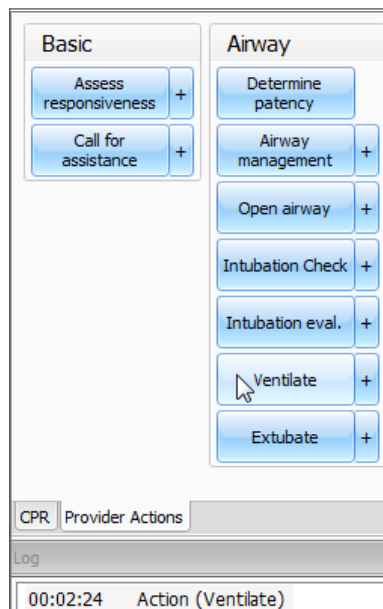 Basic
Assess
responsiveness +
Call for
assistance +
Airway
Determine
patency
Airway
management +
Open airway +
Intubation Check +
Intubation eval. +
Ventilate +
Extubate +
CPR Provider Actions
Log
00:02:24 Action (Ventilate)